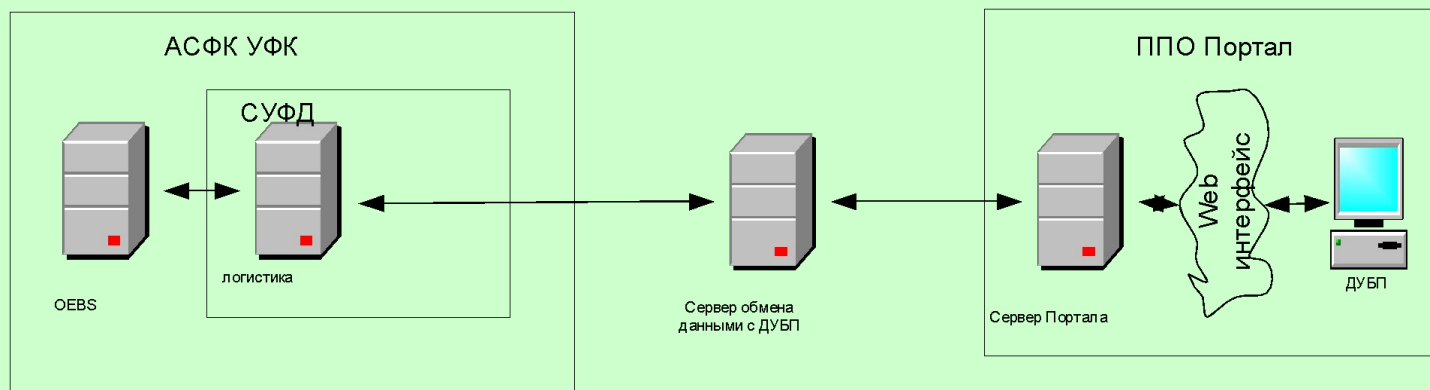 АСФК УФК
СУФД
OEBS
логистика
Сервер обмена
данными с ДУБП
ППО Портал
Сервер Портала
Web
интерфейс
ДУБП